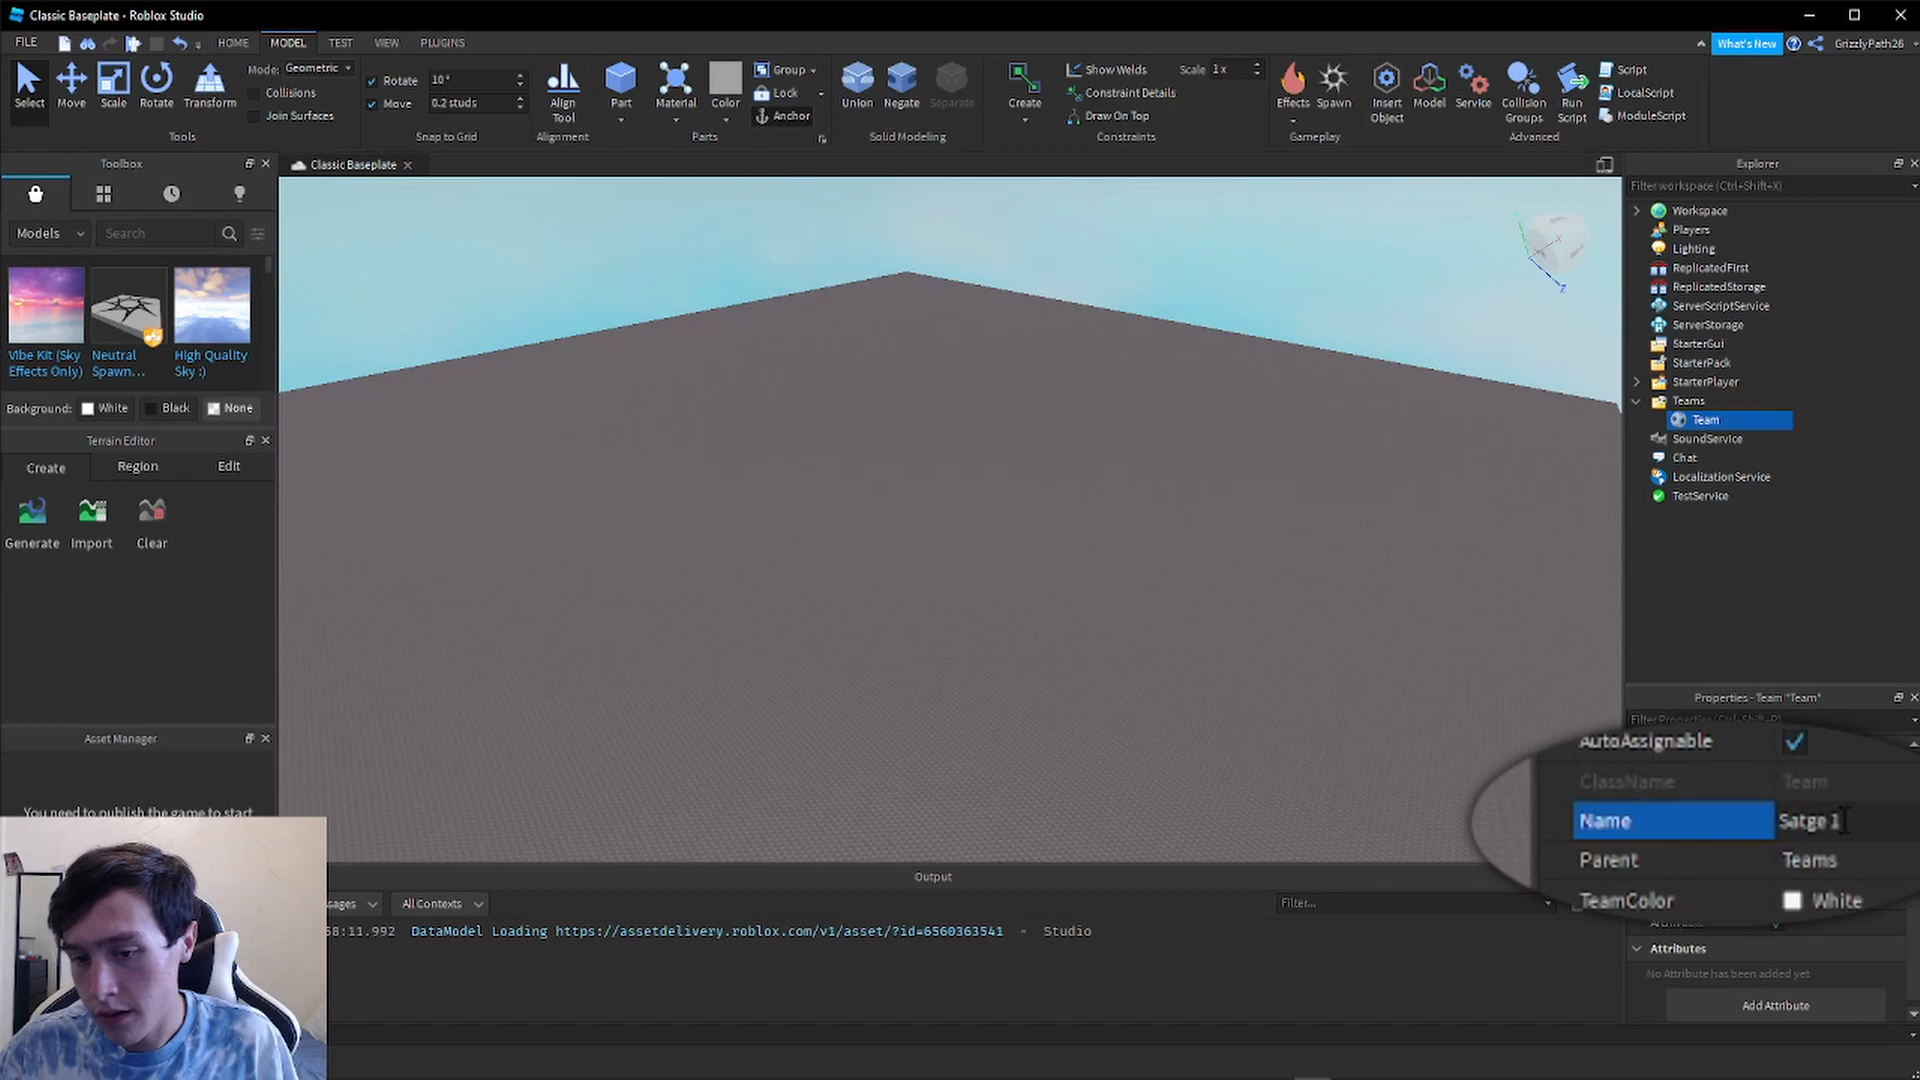 Classic Baseplate • Roblox Studio
FILE HOME MODEL TEST VIEW PLUGINS What's New GrizzlyPath26
Select Move Scale Rotate Transform
Mode: Geometric
Collisions
Join Surfaces
Tools
Rotate 10°
Move 0.2 studs
Snap to Grid
Align Tool
Alignment
Part Material Color
Group
Lock
Anchor
Parts
Union Negate Separate
Solid Modeling
Create
Show Welds
Constraint Details
Draw On Top
Scale 1x
Constraints
Effects Spawn
Gameplay
Insert Object Model Service Collision Groups Run Script
Script
LocalScript
ModuleScript
Advanced
Toolbox
Models Search
Vibe Kit (Sky Effects Only)
Neutral Spawn...
High Quality Sky :)
Background: White Black None
Terrain Editor
Create Region Edit
Generate Import Clear
Asset Manager
You need to publish the game to start
Classic Baseplate
X
Z
Output
All Contexts
Filter...
58:11.992 DataModel Loading https://assetdelivery.roblox.com/v1/asset/?id=6560363541 - Studio
Explorer
Filter workspace (Ctrl+Shift+X)
Workspace
Players
Lighting
ReplicatedFirst
ReplicatedStorage
ServerScriptService
ServerStorage
StarterGui
StarterPack
StarterPlayer
Teams
Team
SoundService
Chat
LocalizationService
TestService
Properties - Team "Team"
Filter Properties (Ctrl+Shift+P)
AutoAssignable
ClassName Team
Name Satge 1
Parent Teams
TeamColor White
Attributes
No Attribute has been added yet
Add Attribute